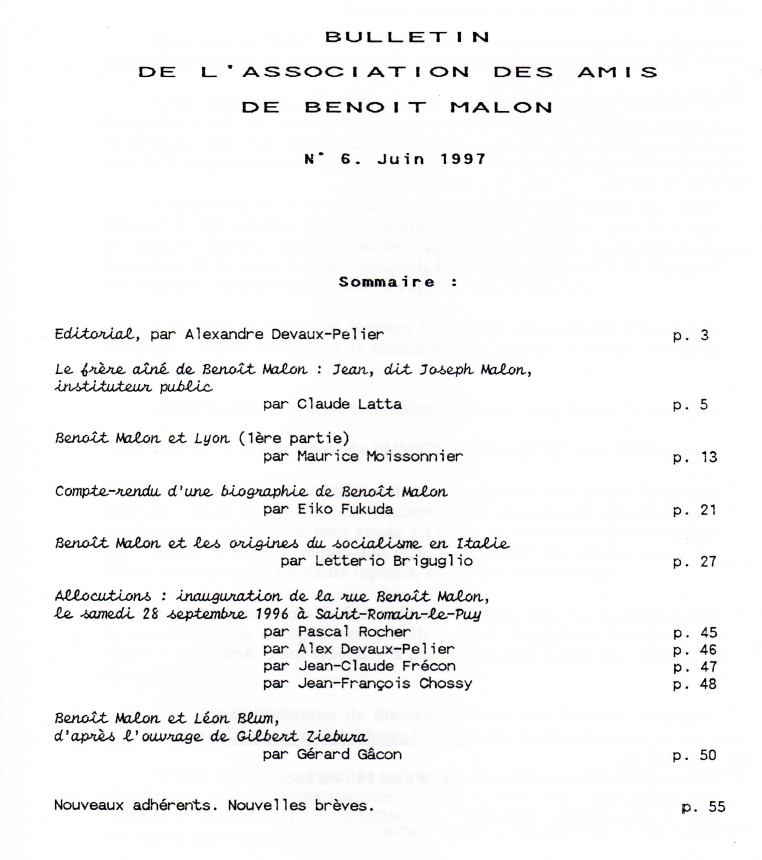 BULLETIN
DE L'ASSOCIATION DES AMIS
DE BENOIT MALON
N° 6. Juin 1997
Sommaire :
Editorial, par Alexandre Devaux-Pelier p. 3
Le frère aîné de Benoît Malon : Jean, dit Joseph Malon,
instituteur public
par Claude Latta p. 5
Benoît Malon et Lyon (1ère partie)
par Maurice Moissonnier p. 13
Compte-rendu d'une biographie de Benoît Malon
par Eiko Fukuda p. 21
Benoît Malon et les origines du socialisme en Italie
par Letterio Briguglio p. 27
Allocutions : inauguration de la rue Benoît Malon,
le samedi 28 septembre 1996 à Saint-Romain-le-Puy
par Pascal Rocher p. 45
par Alex Devaux-Pelier p. 46
par Jean-Claude Frécon p. 47
par Jean-François Chossy p. 48
Benoît Malon et Léon Blum,
d'après l'ouvrage de Gilbert Ziebura
par Gérard Gâcon p. 50
Nouveaux adhérents. Nouvelles brèves. p. 55